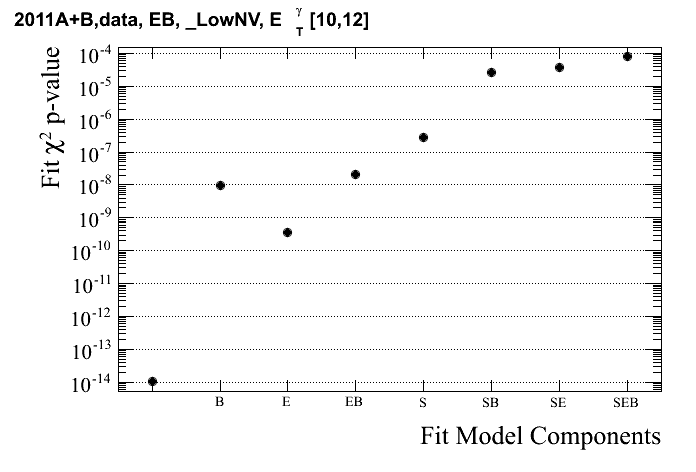 2011A+B,data, EB, _LowNV, E γ T [10,12]
Fit χ² p-value
10⁻⁴
10⁻⁵
10⁻⁶
10⁻⁷
10⁻⁸
10⁻⁹
10⁻¹⁰
10⁻¹¹
10⁻¹²
10⁻¹³
10⁻¹⁴
B E EB S SB SE SEB
Fit Model Components